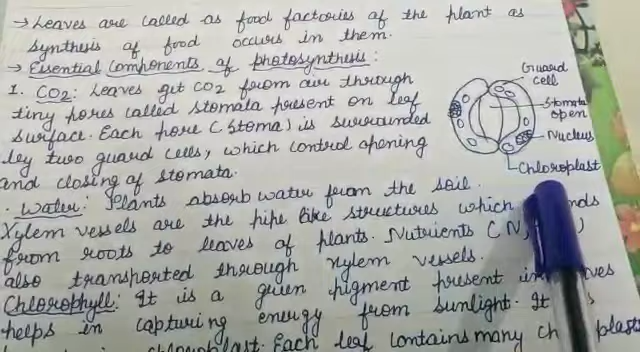 → Leaves are called as food factories of the plant as
synthesis of food occurs in them.
→ Essential Components of photosynthesis:
1. CO2: Leaves get CO2 from air through
tiny pores called stomata present on leaf
surface. Each pore (Stoma) is surrounded
by two guard cells, which control opening
and closing of stomata.
Guard
cell
Stomata
open
Nucleus
Chloroplast
. Water: Plants absorb water from the soil.
Xylem vessels are the pipe like structures which
from roots to leaves of plants. Nutrients (N,
also transported through xylem vessels.
Chlorophyll: It is a green pigment present in
helps in capturing energy from sunlight. It
chloroplast. Each leaf contains many